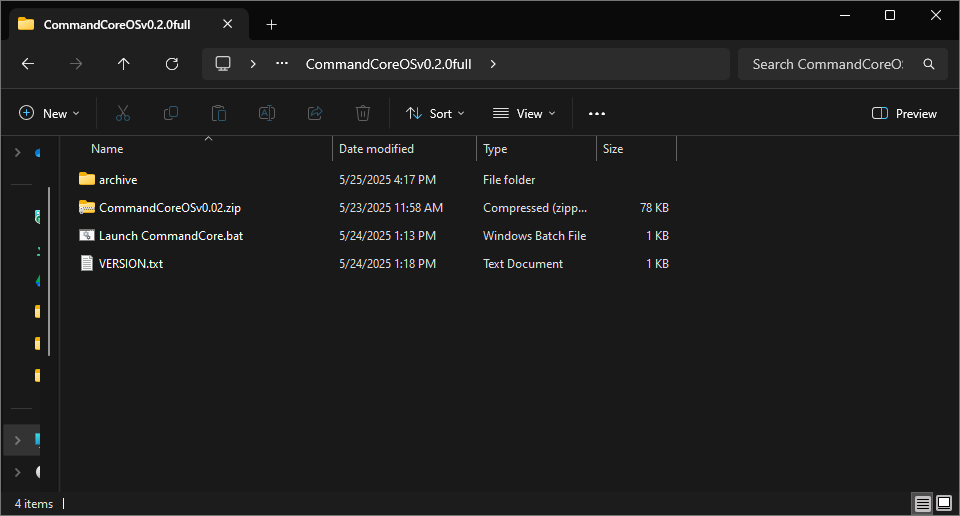 CommandCoreOSv0.2.0full
CommandCoreOSv0.2.0full
Search CommandCoreOS
New Sort View Preview
Name Date modified Type Size
archive 5/25/2025 4:17 PM File folder
CommandCoreOSv0.02.zip 5/23/2025 11:58 AM Compressed (zipp... 78 KB
Launch CommandCore.bat 5/24/2025 1:13 PM Windows Batch File 1 KB
VERSION.txt 5/24/2025 1:18 PM Text Document 1 KB
4 items